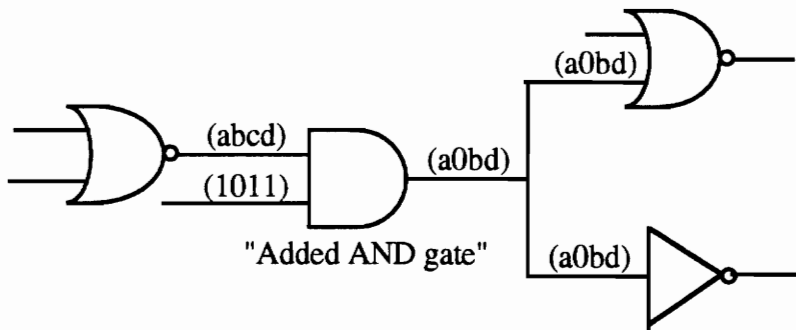 (a0bd)
(abcd)
(a0bd)
(1011)
"Added AND gate"
(a0bd)